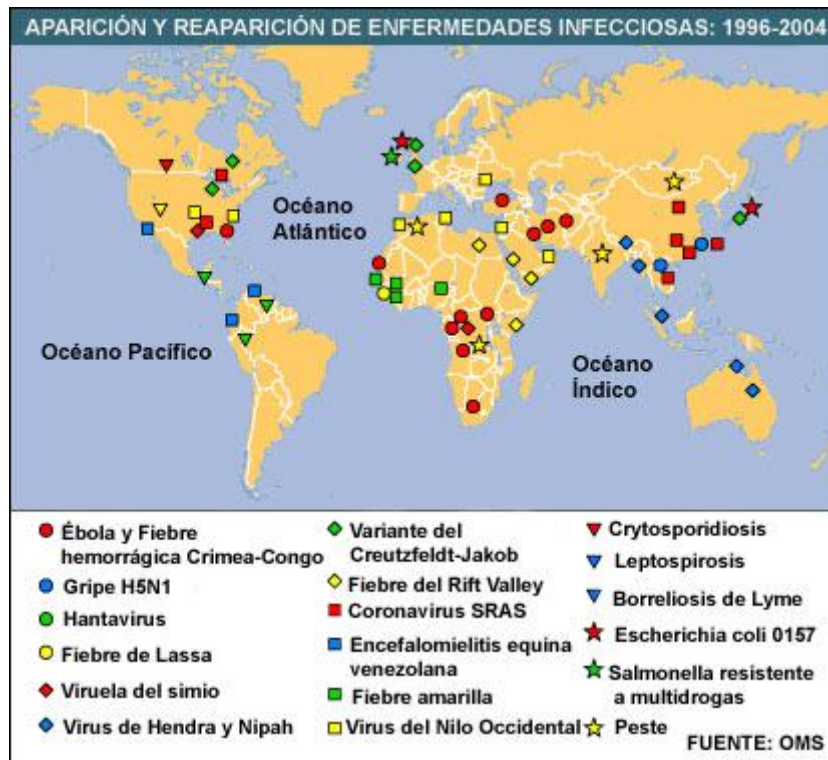 APARICIÓN Y REAPARICIÓN DE ENFERMEDADES INFECCIOSAS: 1996-2004
Océano
Atlántico
Océano Pacífico
Océano
Índico
Ébola y Fiebre
hemorrágica Crimea-Congo
Gripe H5N1
Hantavirus
Fiebre de Lassa
Viruela del simio
Virus de Hendra y Nipah
Variante del
Creutzfeldt-Jakob
Fiebre del Rift Valley
Coronavirus SRAS
Encefalomielitis equina
venezolana
Fiebre amarilla
Virus del Nilo Occidental
Crytosporidiosis
Leptospirosis
Borreliosis de Lyme
Escherichia coli 0157
Salmonella resistente
a multidrogas
Peste
FUENTE: OMS